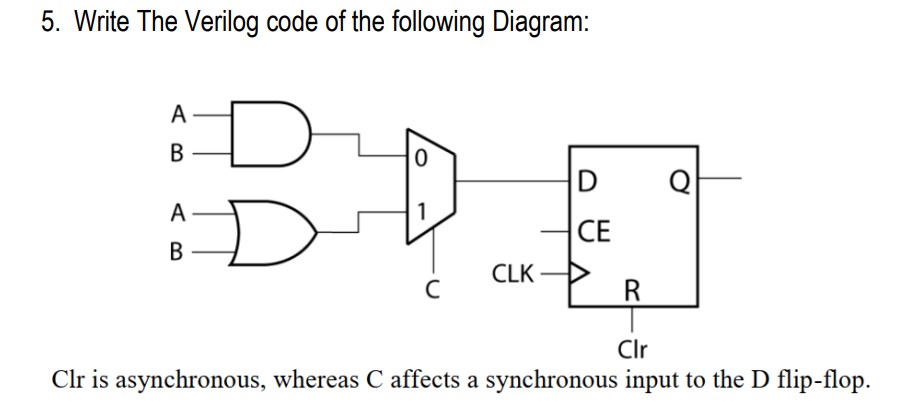 5. Write The Verilog code of the following Diagram:
A
B
0
D Q
A
1
CE
B
CLK
C
R
Clr
Clr is asynchronous, whereas C affects a synchronous input to the D flip-flop.